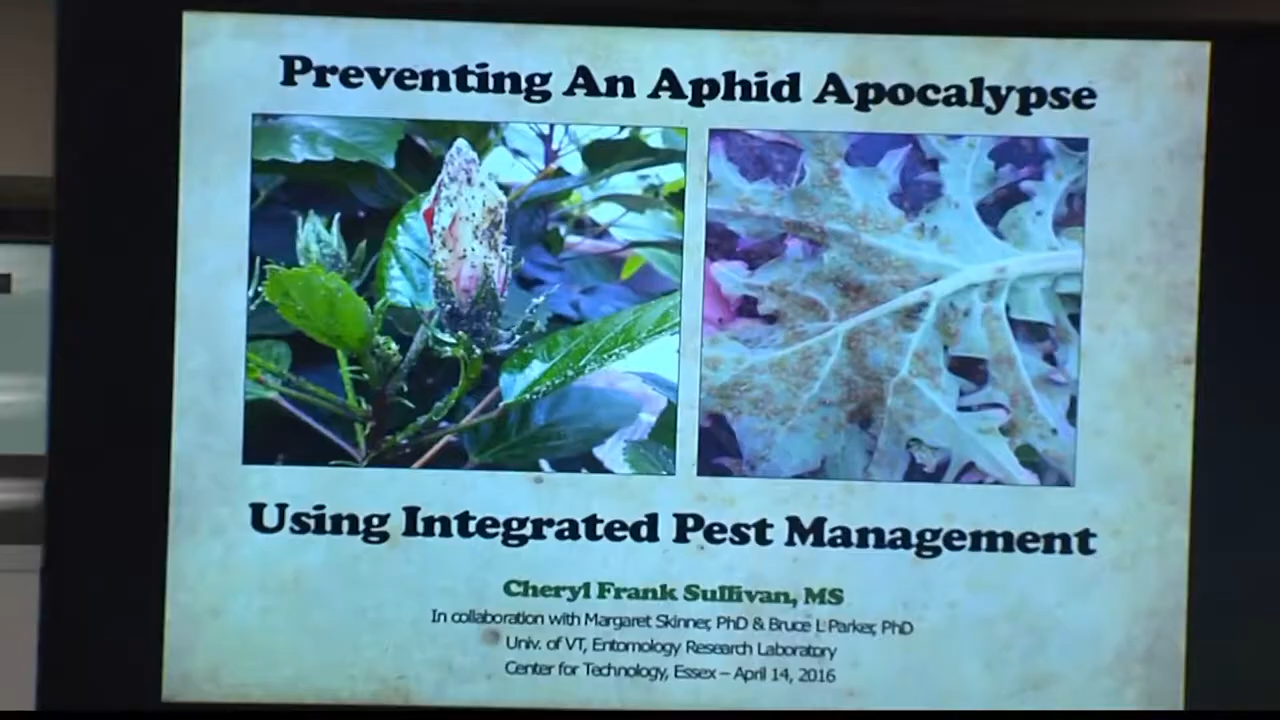 Preventing An Aphid Apocalypse
Using Integrated Pest Management
Cheryl Frank Sullivan, MS
In collaboration with Margaret Skinner, PhD & Bruce L Parker, PhD
Univ. of VT, Entomology Research Laboratory
Center for Technology, Essex – April 14, 2016